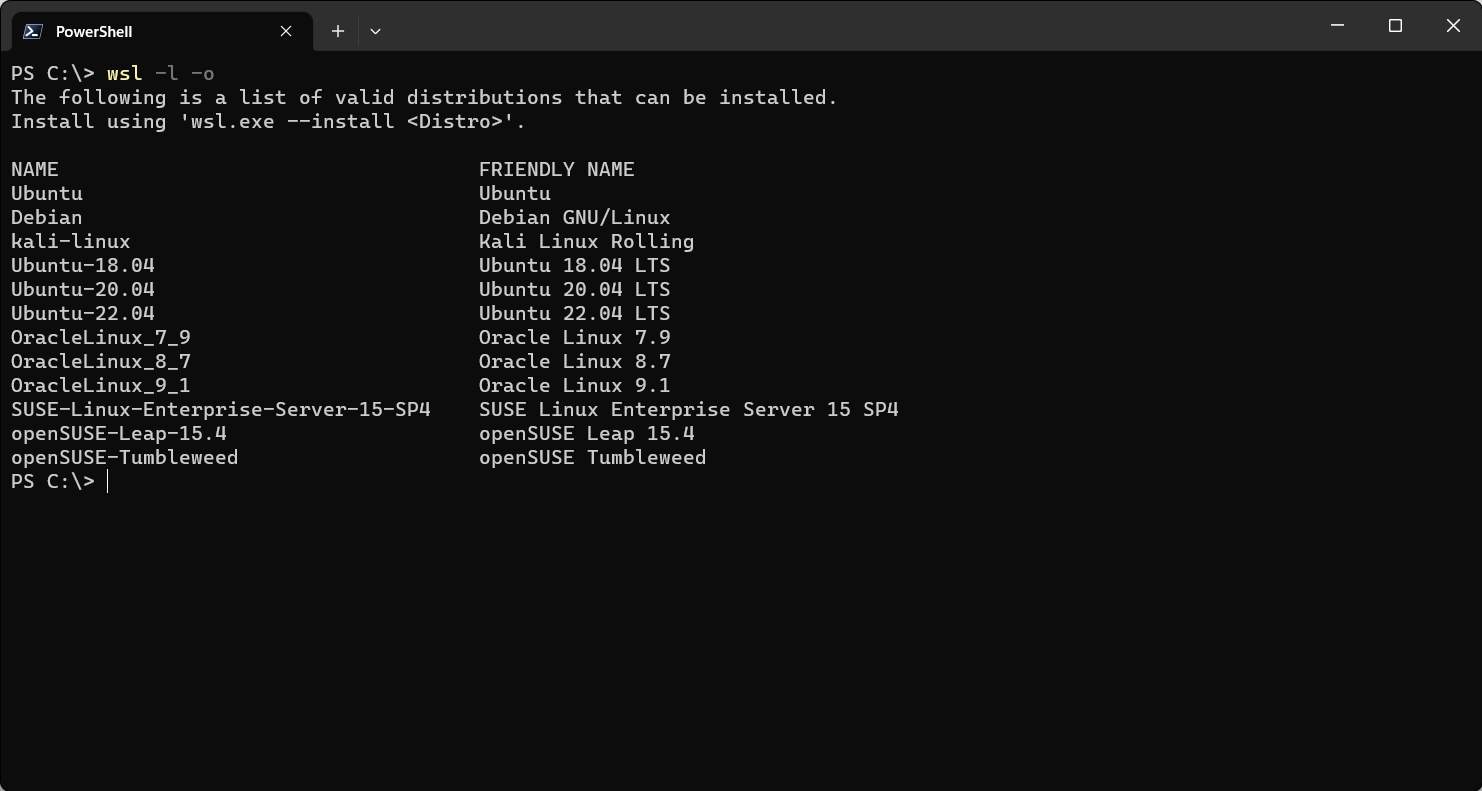 PowerShell
PS C:\> wsl -l -o
The following is a list of valid distributions that can be installed.
Install using 'wsl.exe --install <Distro>'.
NAME                                   FRIENDLY NAME
Ubuntu                                 Ubuntu
Debian                                 Debian GNU/Linux
kali-linux                             Kali Linux Rolling
Ubuntu-18.04                           Ubuntu 18.04 LTS
Ubuntu-20.04                           Ubuntu 20.04 LTS
Ubuntu-22.04                           Ubuntu 22.04 LTS
OracleLinux_7_9                        Oracle Linux 7.9
OracleLinux_8_7                        Oracle Linux 8.7
OracleLinux_9_1                        Oracle Linux 9.1
SUSE-Linux-Enterprise-Server-15-SP4    SUSE Linux Enterprise Server 15 SP4
openSUSE-Leap-15.4                     openSUSE Leap 15.4
openSUSE-Tumbleweed                    openSUSE Tumbleweed
PS C:\>